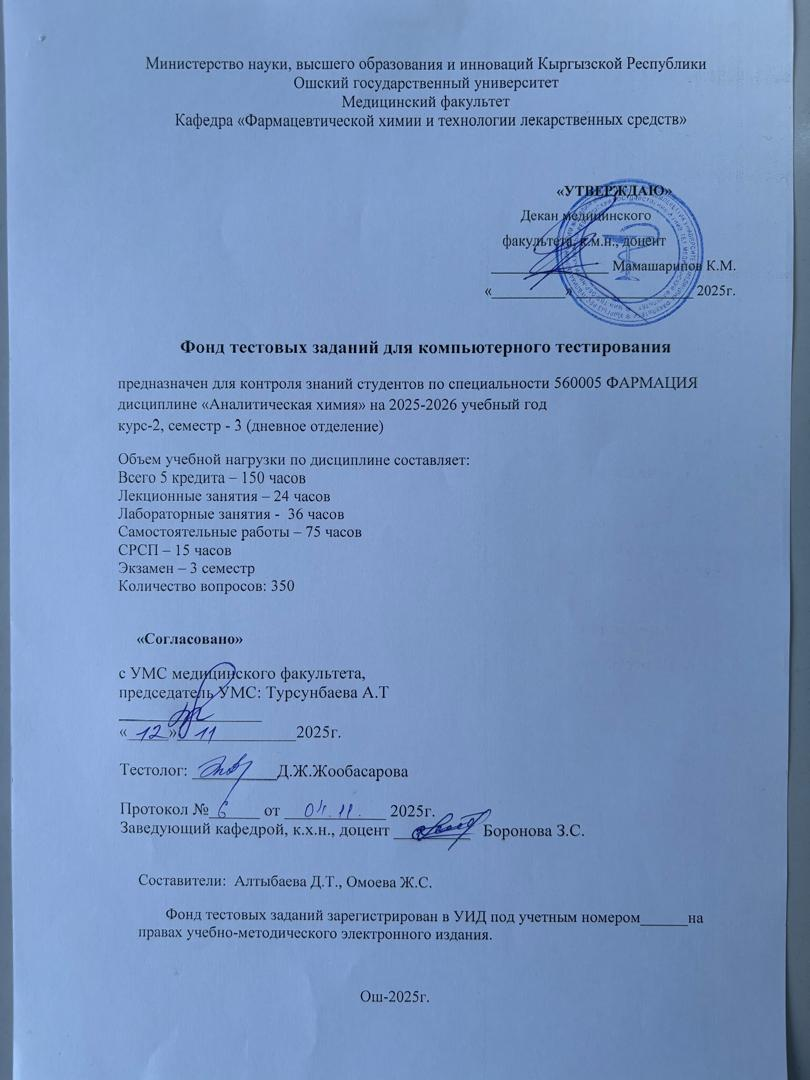 Министерство науки, высшего образования и инноваций Кыргызской Республики
Ошский государственный университет
Медицинский факультет
Кафедра «Фармацевтической химии и технологии лекарственных средств»
«УТВЕРЖДАЮ»
Декан медицинского
факультета, к.м.н., доцент
______________ Мамашарипов К.М.
«_________»______________ 2025г.
Фонд тестовых заданий для компьютерного тестирования
предназначен для контроля знаний студентов по специальности 560005 ФАРМАЦИЯ
дисциплине «Аналитическая химия» на 2025-2026 учебный год
курс-2, семестр - 3 (дневное отделение)
Объем учебной нагрузки по дисциплине составляет:
Всего 5 кредита – 150 часов
Лекционные занятия – 24 часов
Лабораторные занятия - 36 часов
Самостоятельные работы – 75 часов
СРСП – 15 часов
Экзамен – 3 семестр
Количество вопросов: 350
«Согласовано»
с УМС медицинского факультета,
председатель УМС: Турсунбаева А.Т
«12» 11 2025г.
Тестолог: __________Д.Ж.Жообасарова
Протокол № 6 от 04.11. 2025г.
Заведующий кафедрой, к.х.н., доцент _________ Боронова З.С.
Составители: Алтыбаева Д.Т., Омоева Ж.С.
Фонд тестовых заданий зарегистрирован в УИД под учетным номером______на
правах учебно-методического электронного издания.
Ош-2025г.